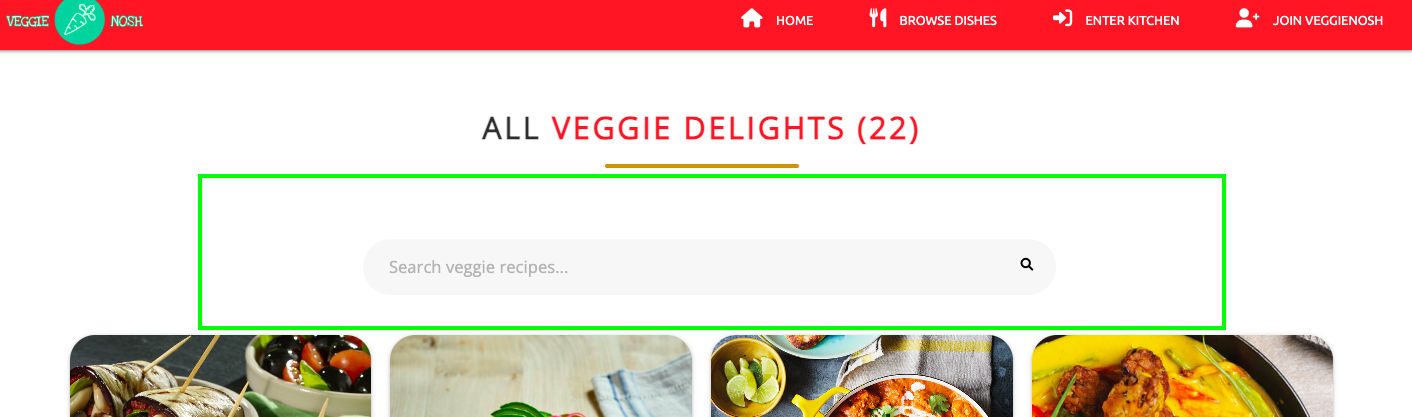 VEGGIE NOSH
HOME
BROWSE DISHES
ENTER KITCHEN
JOIN VEGGIENOSH
ALL VEGGIE DELIGHTS (22)
Search veggie recipes...